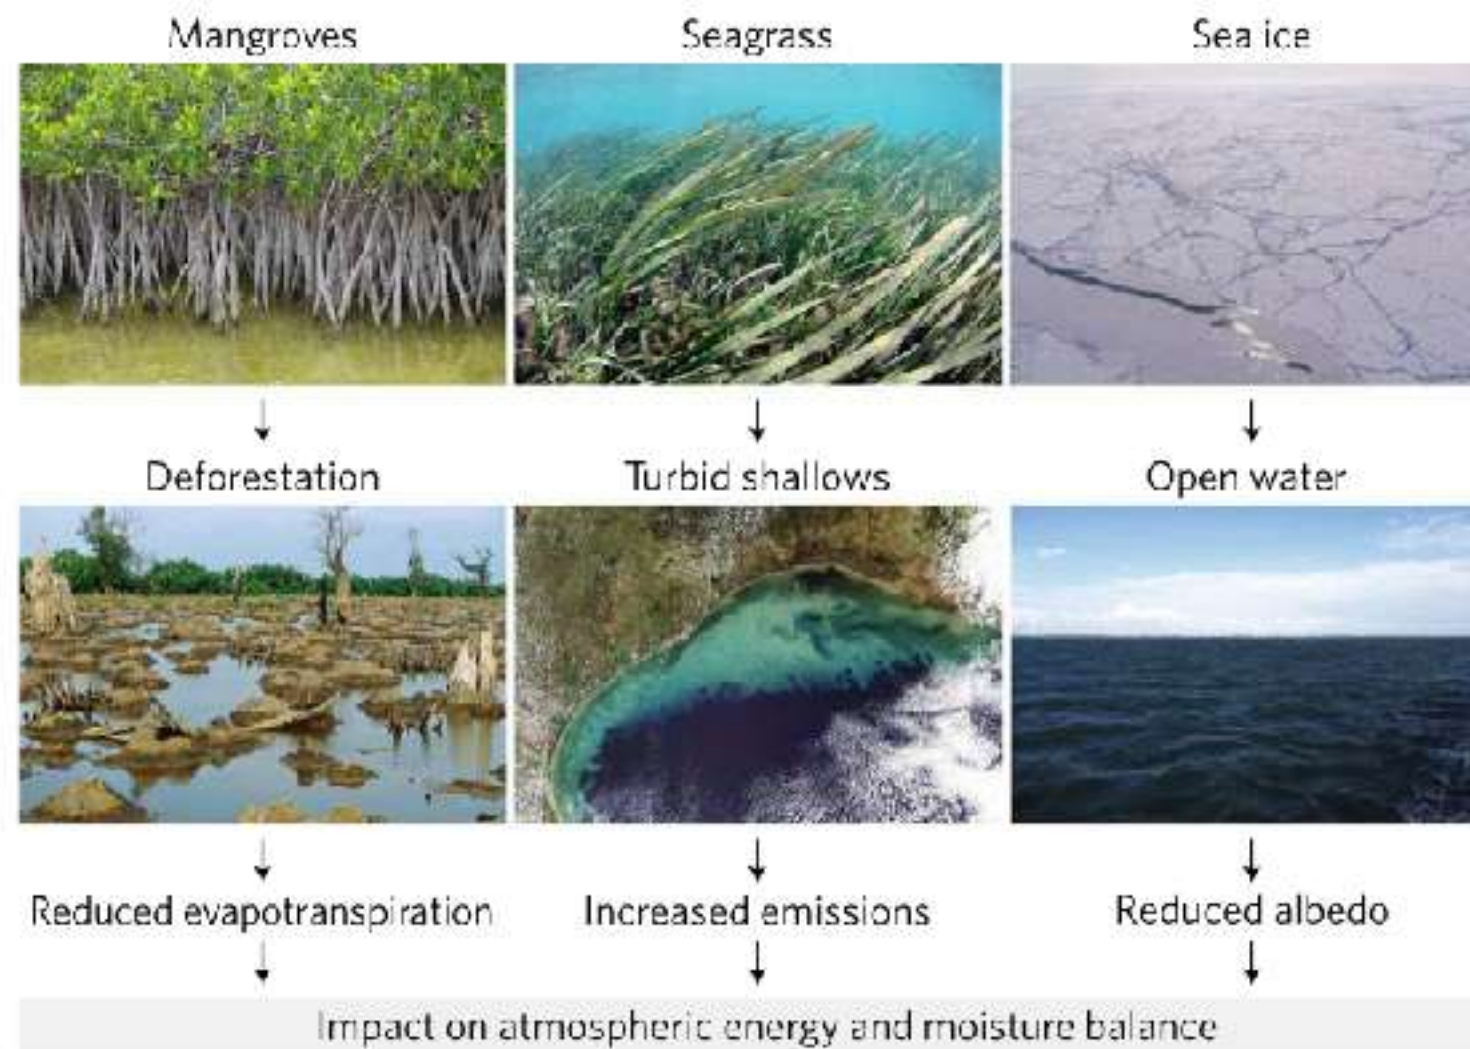 Mangroves
Seagrass
Sea ice
Deforestation
Turbid shallows
Open water
Reduced evapotranspiration
Increased emissions
Reduced albedo
Impact on atmospheric energy and moisture balance